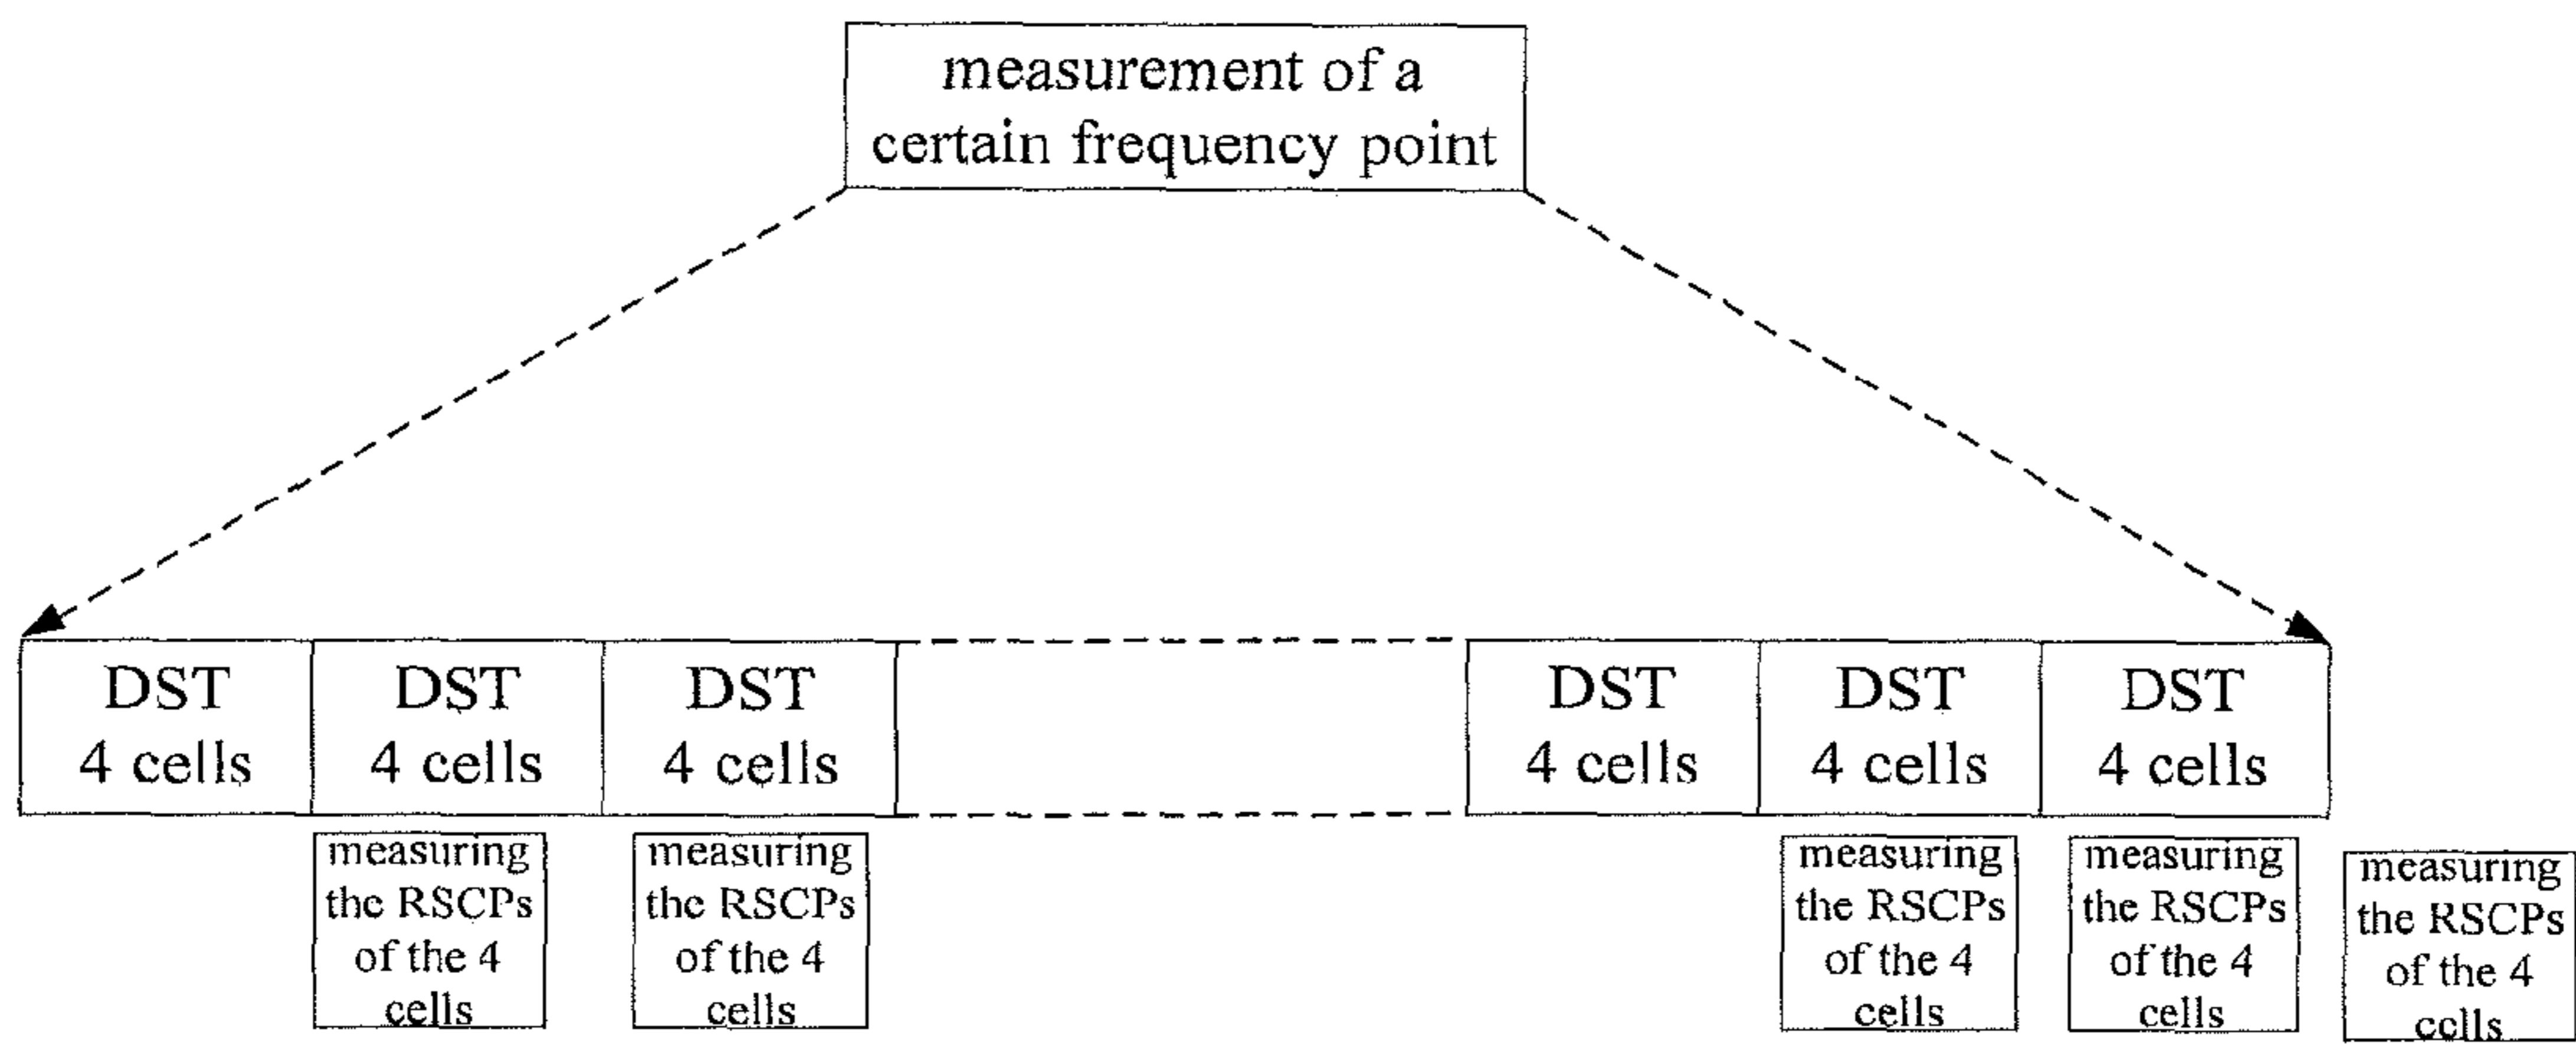 measurement of a
certain frequency point
DST
4 cells
DST
4 cells
DST
4 cells
DST
4 cells
DST
4 cells
DST
4 cells
measuring
the RSCPs
of the 4
cells
measuring
the RSCPs
of the 4
cells
measuring
the RSCPs
of the 4
cells
measuring
the RSCPs
of the 4
cells
measuring
the RSCPs
of the 4
cells